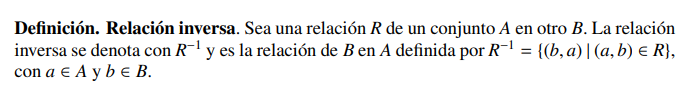 Definición. Relación inversa. Sea una relación R de un conjunto A en otro B. La relación
inversa se denota con R⁻¹ y es la relación de B en A definida por R⁻¹ = {(b, a) | (a, b) ∈ R},
con a ∈ A y b ∈ B.